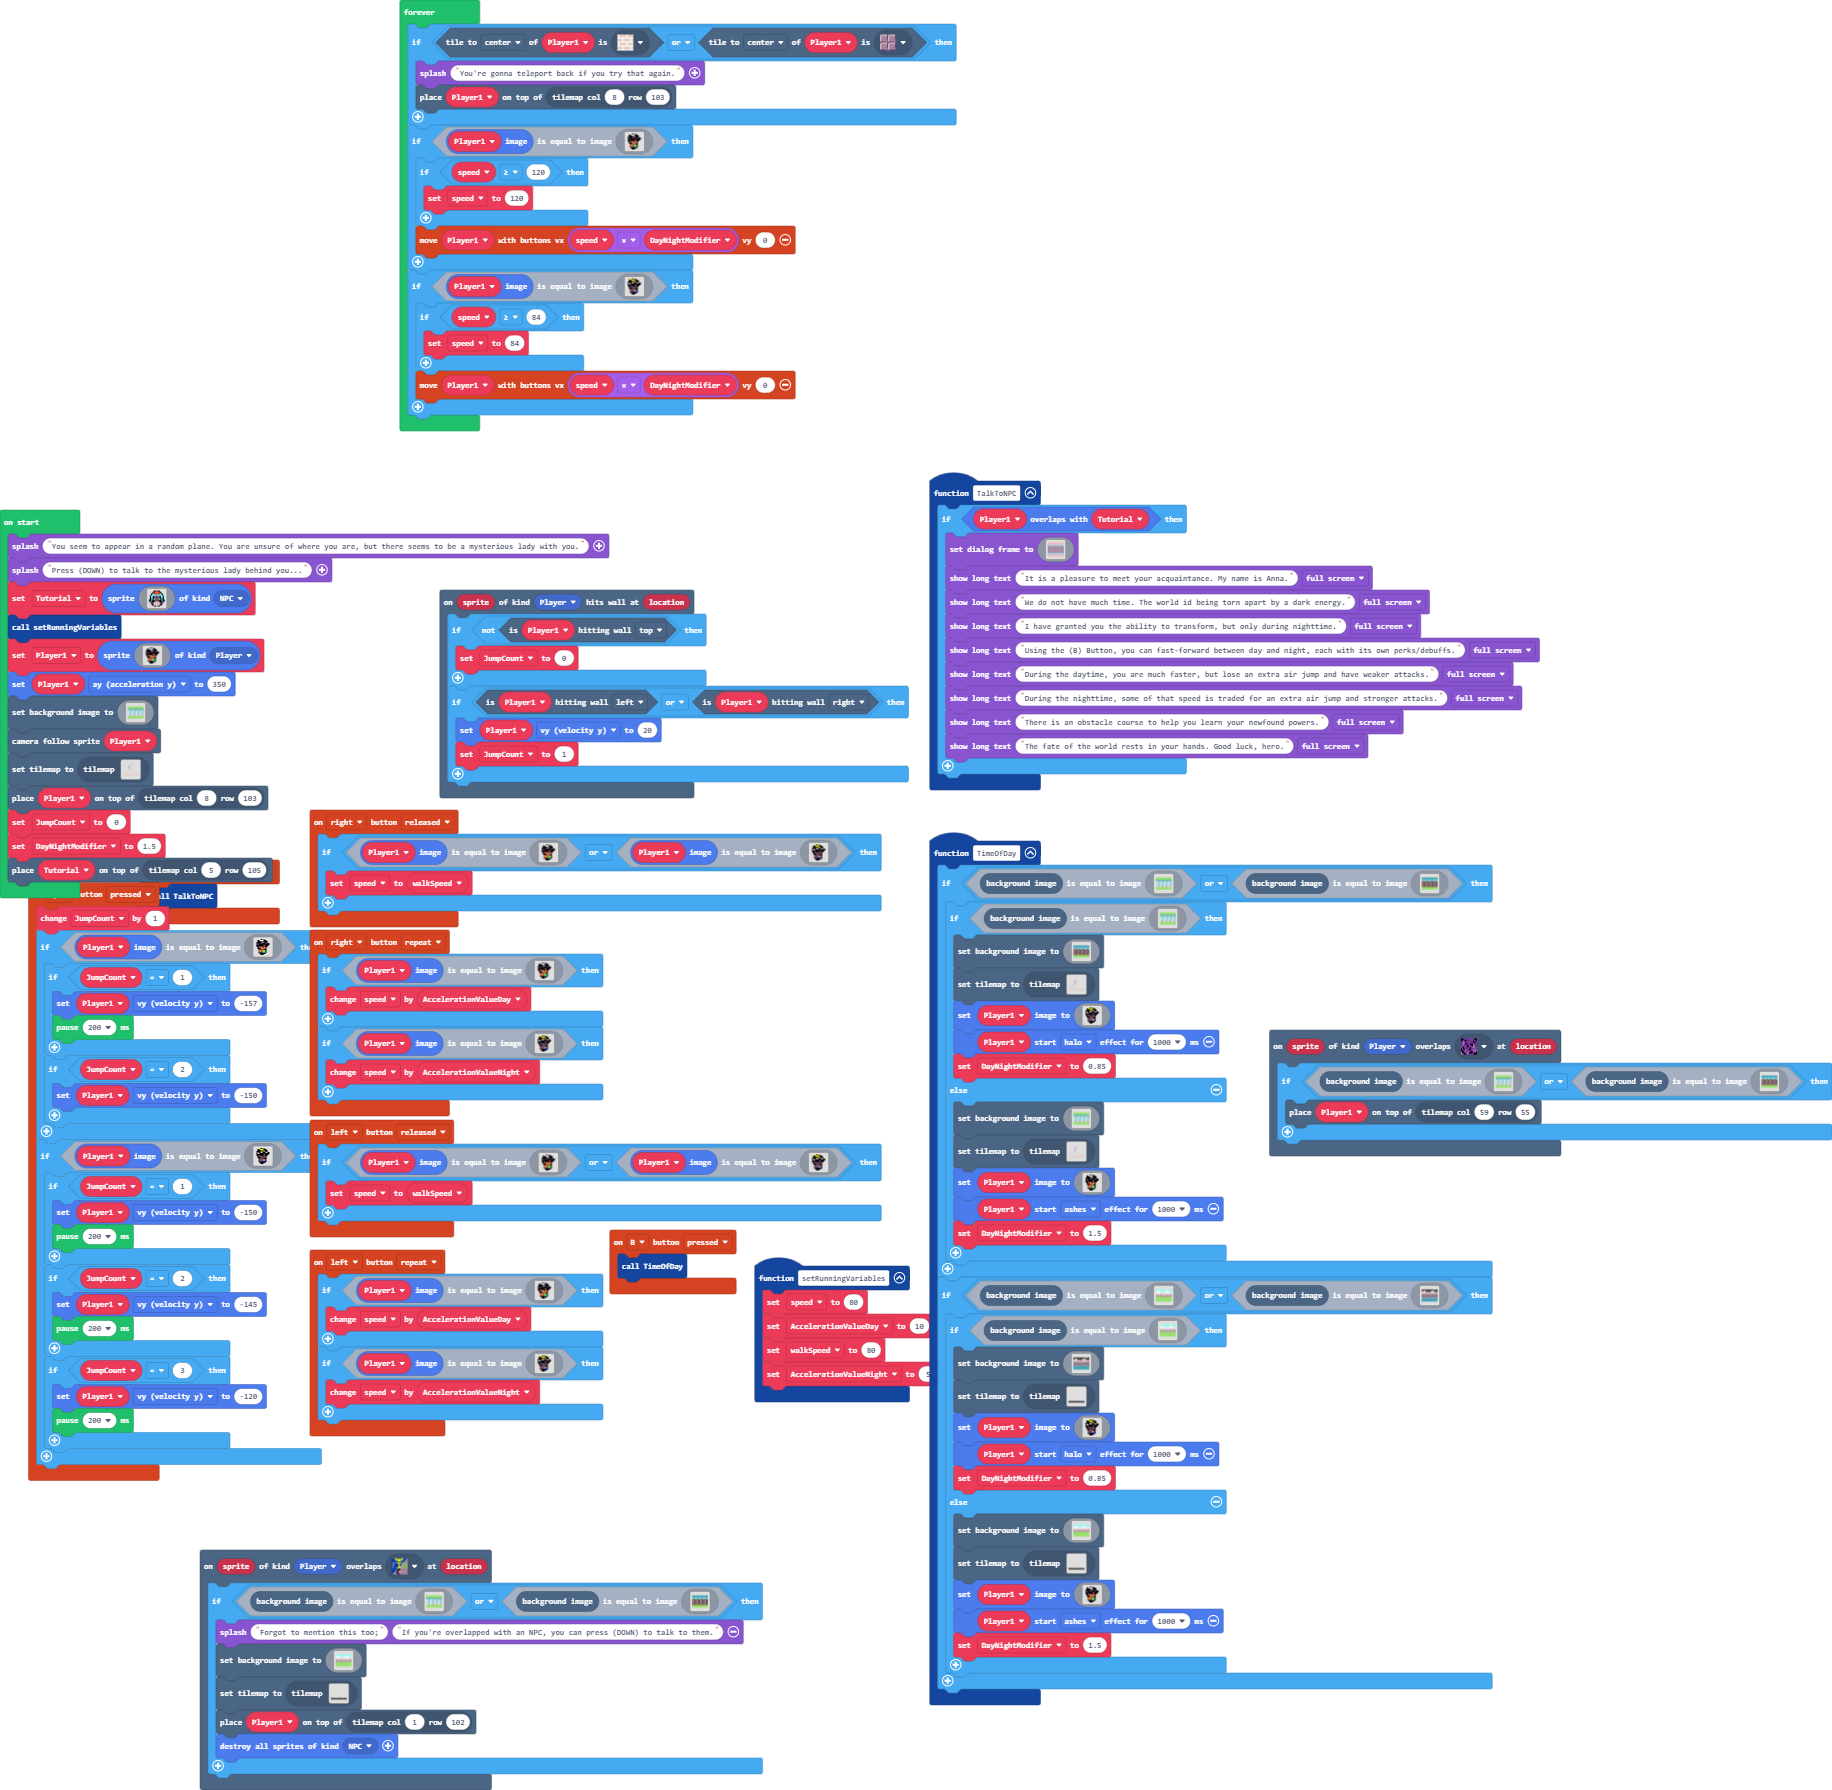 forever
if tile to center of Player1 is or tile to center of Player1 is then
splash "You're gonna teleport back if you try that again."
place Player1 on top of tilemap col 8 row 103
if Player1 image is equal to image then
if speed ≥ 120 then
set speed to 120
move Player1 with buttons vx speed × DayNightModifier vy 0
if Player1 image is equal to image then
if speed ≥ 84 then
set speed to 84
move Player1 with buttons vx speed × DayNightModifier vy 0
on start
splash "You seem to appear in a random plane. You are unsure of where you are, but there seems to be a mysterious lady with you."
splash "Press (DOWN) to talk to the mysterious lady behind you..."
set Tutorial to sprite of kind NPC
call setRunningVariables
set Player1 to sprite of kind Player
set Player1 ay (acceleration y) to 350
set background image to
camera follow sprite Player1
set tilemap to tilemap
place Player1 on top of tilemap col 8 row 103
set JumpCount to 0
set DayNightModifier to 1.5
place Tutorial on top of tilemap col 5 row 105
utton pressed
ll TalkToNPC
change JumpCount by 1
if Player1 image is equal to image th
if JumpCount = 1 then
set Player1 vy (velocity y) to -157
pause 200 ms
if JumpCount = 2 then
set Player1 vy (velocity y) to -150
if Player1 image is equal to image th
if JumpCount = 1 then
set Player1 vy (velocity y) to -150
pause 200 ms
if JumpCount = 2 then
set Player1 vy (velocity y) to -145
pause 200 ms
if JumpCount = 3 then
set Player1 vy (velocity y) to -120
pause 200 ms
on sprite of kind Player hits wall at location
if not is Player1 hitting wall top then
set JumpCount to 0
if is Player1 hitting wall left or is Player1 hitting wall right then
set Player1 vy (velocity y) to 20
set JumpCount to 1
on right button released
if Player1 image is equal to image or Player1 image is equal to image then
set speed to walkSpeed
on right button repeat
if Player1 image is equal to image then
change speed by AccelerationValueDay
if Player1 image is equal to image then
change speed by AccelerationValueNight
on left button released
if Player1 image is equal to image or Player1 image is equal to image then
set speed to walkSpeed
on left button repeat
if Player1 image is equal to image then
change speed by AccelerationValueDay
if Player1 image is equal to image then
change speed by AccelerationValueNight
on B button pressed
call TimeOfDay
function setRunningVariables
set speed to 80
set AccelerationValueDay to 10
set walkSpeed to 80
set AccelerationValueNight to 5
function TalkToNPC
if Player1 overlaps with Tutorial then
set dialog frame to
show long text "It is a pleasure to meet your acquaintance. My name is Anna." full screen
show long text "We do not have much time. The world id being torn apart by a dark energy." full screen
show long text "I have granted you the ability to transform, but only during nighttime." full screen
show long text "Using the (B) Button, you can fast-forward between day and night, each with its own perks/debuffs." full screen
show long text "During the daytime, you are much faster, but lose an extra air jump and have weaker attacks." full screen
show long text "During the nighttime, some of that speed is traded for an extra air jump and stronger attacks." full screen
show long text "There is an obstacle course to help you learn your newfound powers." full screen
show long text "The fate of the world rests in your hands. Good luck, hero." full screen
function TimeOfDay
if background image is equal to image or background image is equal to image then
if background image is equal to image then
set background image to
set tilemap to tilemap
set Player1 image to
Player1 start halo effect for 1000 ms
set DayNightModifier to 0.85
else
set background image to
set tilemap to tilemap
set Player1 image to
Player1 start ashes effect for 1000 ms
set DayNightModifier to 1.5
if background image is equal to image or background image is equal to image then
if background image is equal to image then
set background image to
set tilemap to tilemap
set Player1 image to
Player1 start halo effect for 1000 ms
set DayNightModifier to 0.85
else
set background image to
set tilemap to tilemap
set Player1 image to
Player1 start ashes effect for 1000 ms
set DayNightModifier to 1.5
on sprite of kind Player overlaps at location
if background image is equal to image or background image is equal to image then
place Player1 on top of tilemap col 59 row 55
on sprite of kind Player overlaps at location
if background image is equal to image or background image is equal to image then
splash "Forgot to mention this too;" "If you're overlapped with an NPC, you can press (DOWN) to talk to them."
set background image to
set tilemap to tilemap
place Player1 on top of tilemap col 1 row 102
destroy all sprites of kind NPC